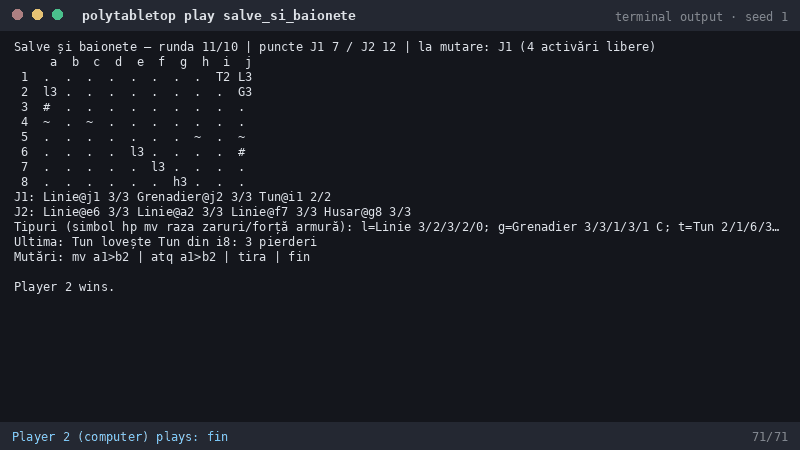 polytabletop play salve_si_baionete
terminal output · seed 1
Salve și baionete — runda 11/10 | puncte J1 7 / J2 12 | la mutare: J1 (4 activări libere)
a b c d e f g h i j
1 . . . . . . . . T2 L3
2 l3 . . . . . . . . G3
3 # . . . . . . . . .
4 ~ . ~ . . . . . . .
5 . . . . . . . ~ . ~
6 . . . . l3 . . . . #
7 . . . . . l3 . . . .
8 . . . . . . h3 . . .
J1: Linie@j1 3/3 Grenadier@j2 3/3 Tun@i1 2/2
J2: Linie@e6 3/3 Linie@a2 3/3 Linie@f7 3/3 Husar@g8 3/3
Tipuri (simbol hp mv raza zaruri/forță armură): l=Linie 3/2/3/2/0; g=Grenadier 3/3/1/3/1 C; t=Tun 2/1/6/3…
Ultima: Tun lovește Tun din i8: 3 pierderi
Mutări: mv a1>b2 | atq a1>b2 | tira | fin
Player 2 wins.
Player 2 (computer) plays: fin
71/71